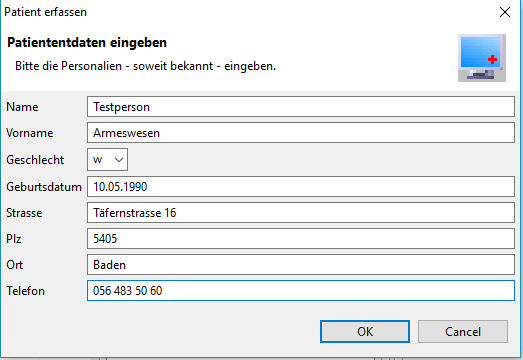 Patient erfassen
Patiententdaten eingeben
Bitte die Personalien - soweit bekannt - eingeben.
Name Testperson
Vorname Armeswesen
Geschlecht w
Geburtsdatum 10.05.1990
Strasse Täfernstrasse 16
Plz 5405
Ort Baden
Telefon 056 483 50 60
OK Cancel